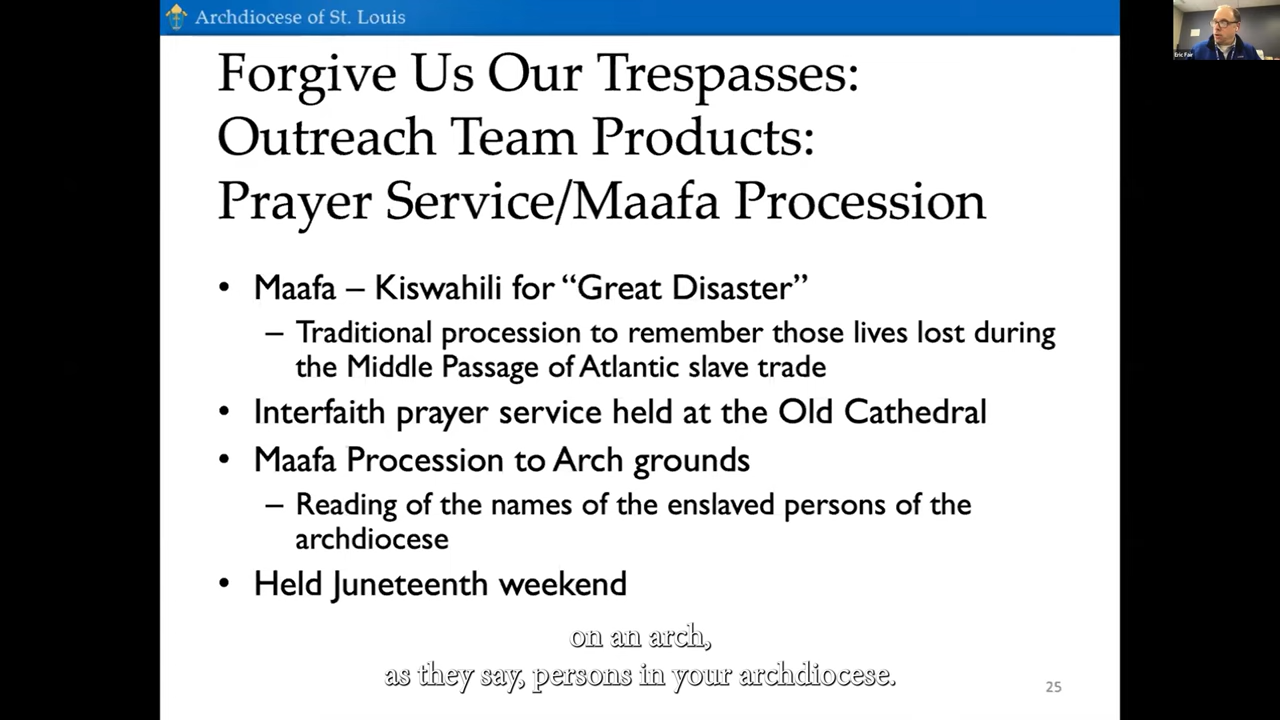 Archdiocese of St. Louis
Eric Fair
Forgive Us Our Trespasses:
Outreach Team Products:
Prayer Service/Maafa Procession
• Maafa – Kiswahili for “Great Disaster”
– Traditional procession to remember those lives lost during
the Middle Passage of Atlantic slave trade
• Interfaith prayer service held at the Old Cathedral
• Maafa Procession to Arch grounds
– Reading of the names of the enslaved persons of the
archdiocese
• Held Juneteenth weekend
on an arch,
as they say, persons in your archdiocese.
25